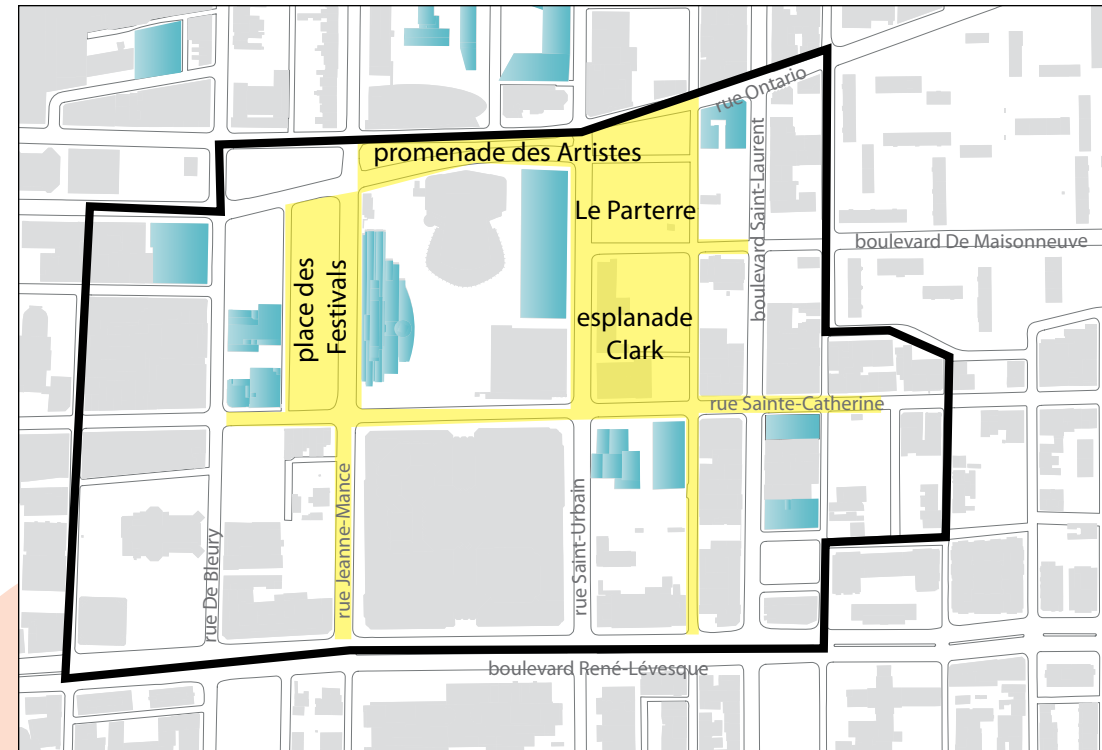 rue Ontario
promenade des Artistes
Le Parterre
boulevard Saint-Laurent
boulevard De Maisonneuve
place des
Festivals
esplanade
Clark
rue Sainte-Catherine
rue De Bleury
rue Jeanne-Mance
rue Saint-Urbain
boulevard René-Lévesque